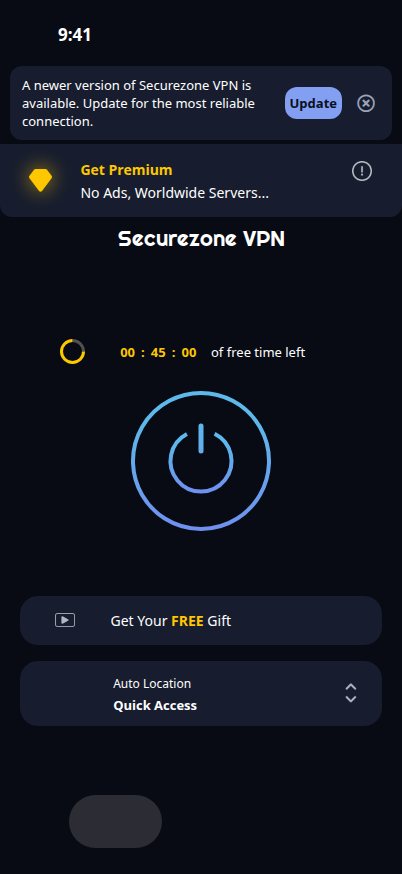 9:41
A newer version of Securezone VPN is
available. Update for the most reliable
connection.
Update
Get Premium
No Ads, Worldwide Servers...
Securezone VPN
00 : 45 : 00 of free time left
Get Your FREE Gift
Auto Location
Quick Access